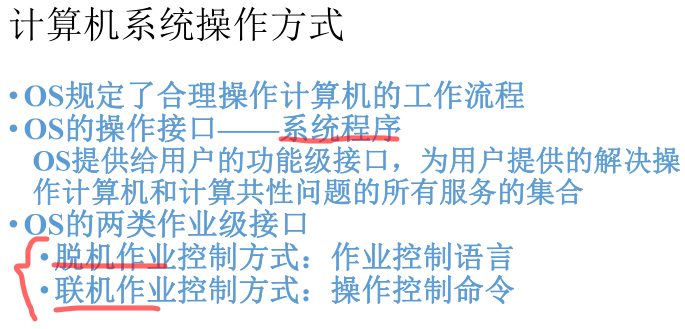 计算机系统操作方式
•OS规定了合理操作计算机的工作流程
•OS的操作接口——系统程序
OS提供给用户的功能级接口，为用户提供的解决操
作计算机和计算共性问题的所有服务的集合
•OS的两类作业级接口
•脱机作业控制方式：作业控制语言
•联机作业控制方式：操作控制命令